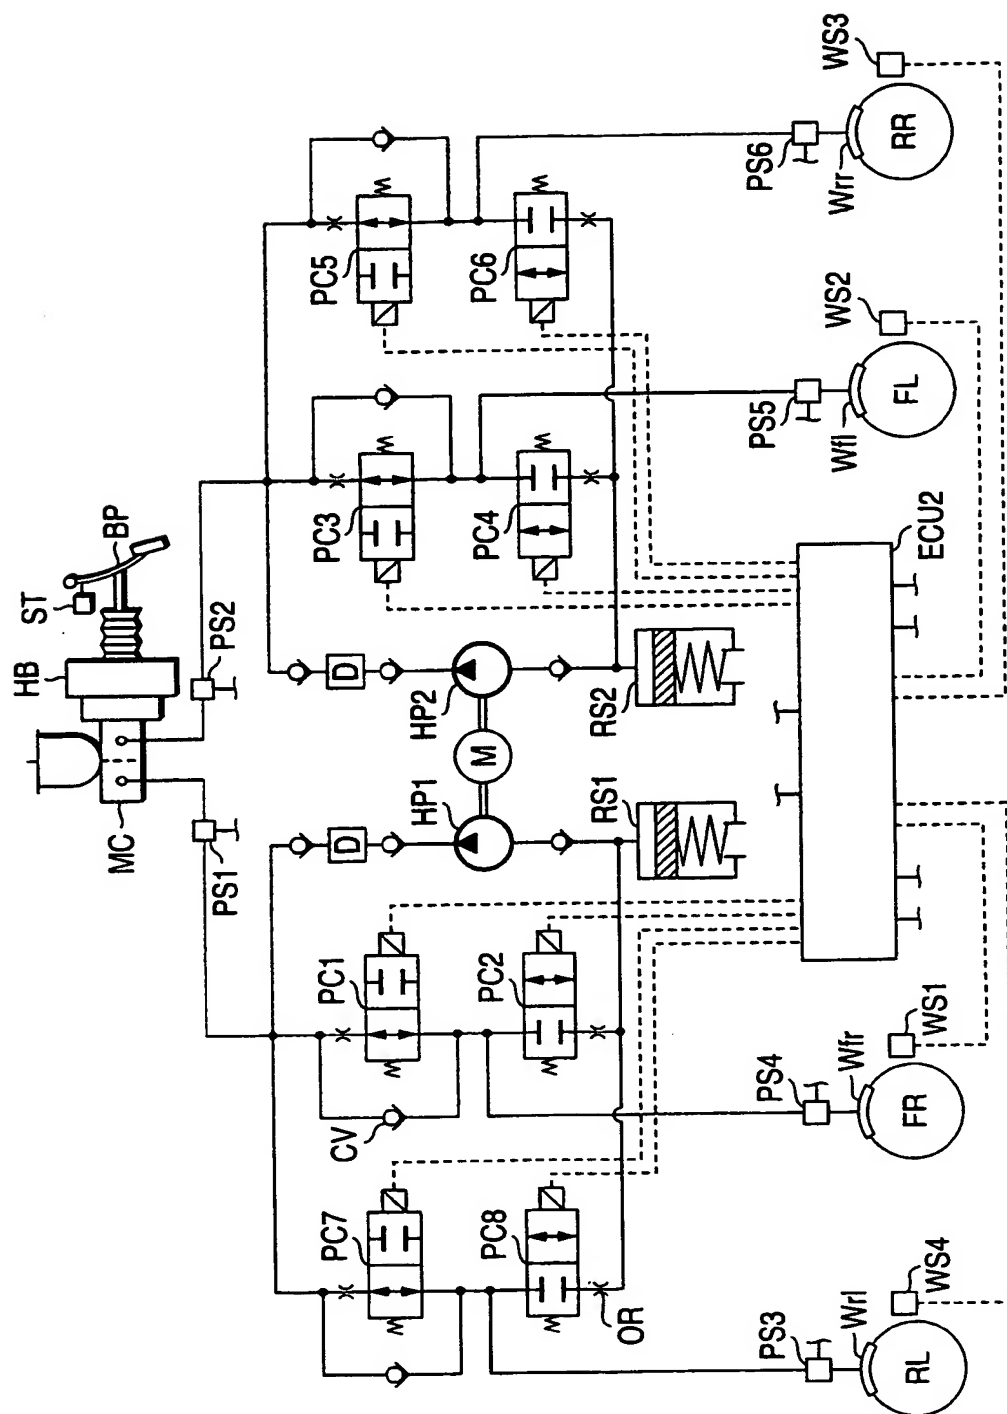 ST
BP
HB
MC
PS1
PS2
D
D
HP1
M
HP2
RS1
RS2
PC7
PC1
PC3
PC5
CV
PC8
PC2
PC4
PC6
OR
ECU2
PS3
PS4
PS5
PS6
Wrl
Wfr
Wfl
Wrr
RL
FR
FL
RR
WS4
WS1
WS2
WS3